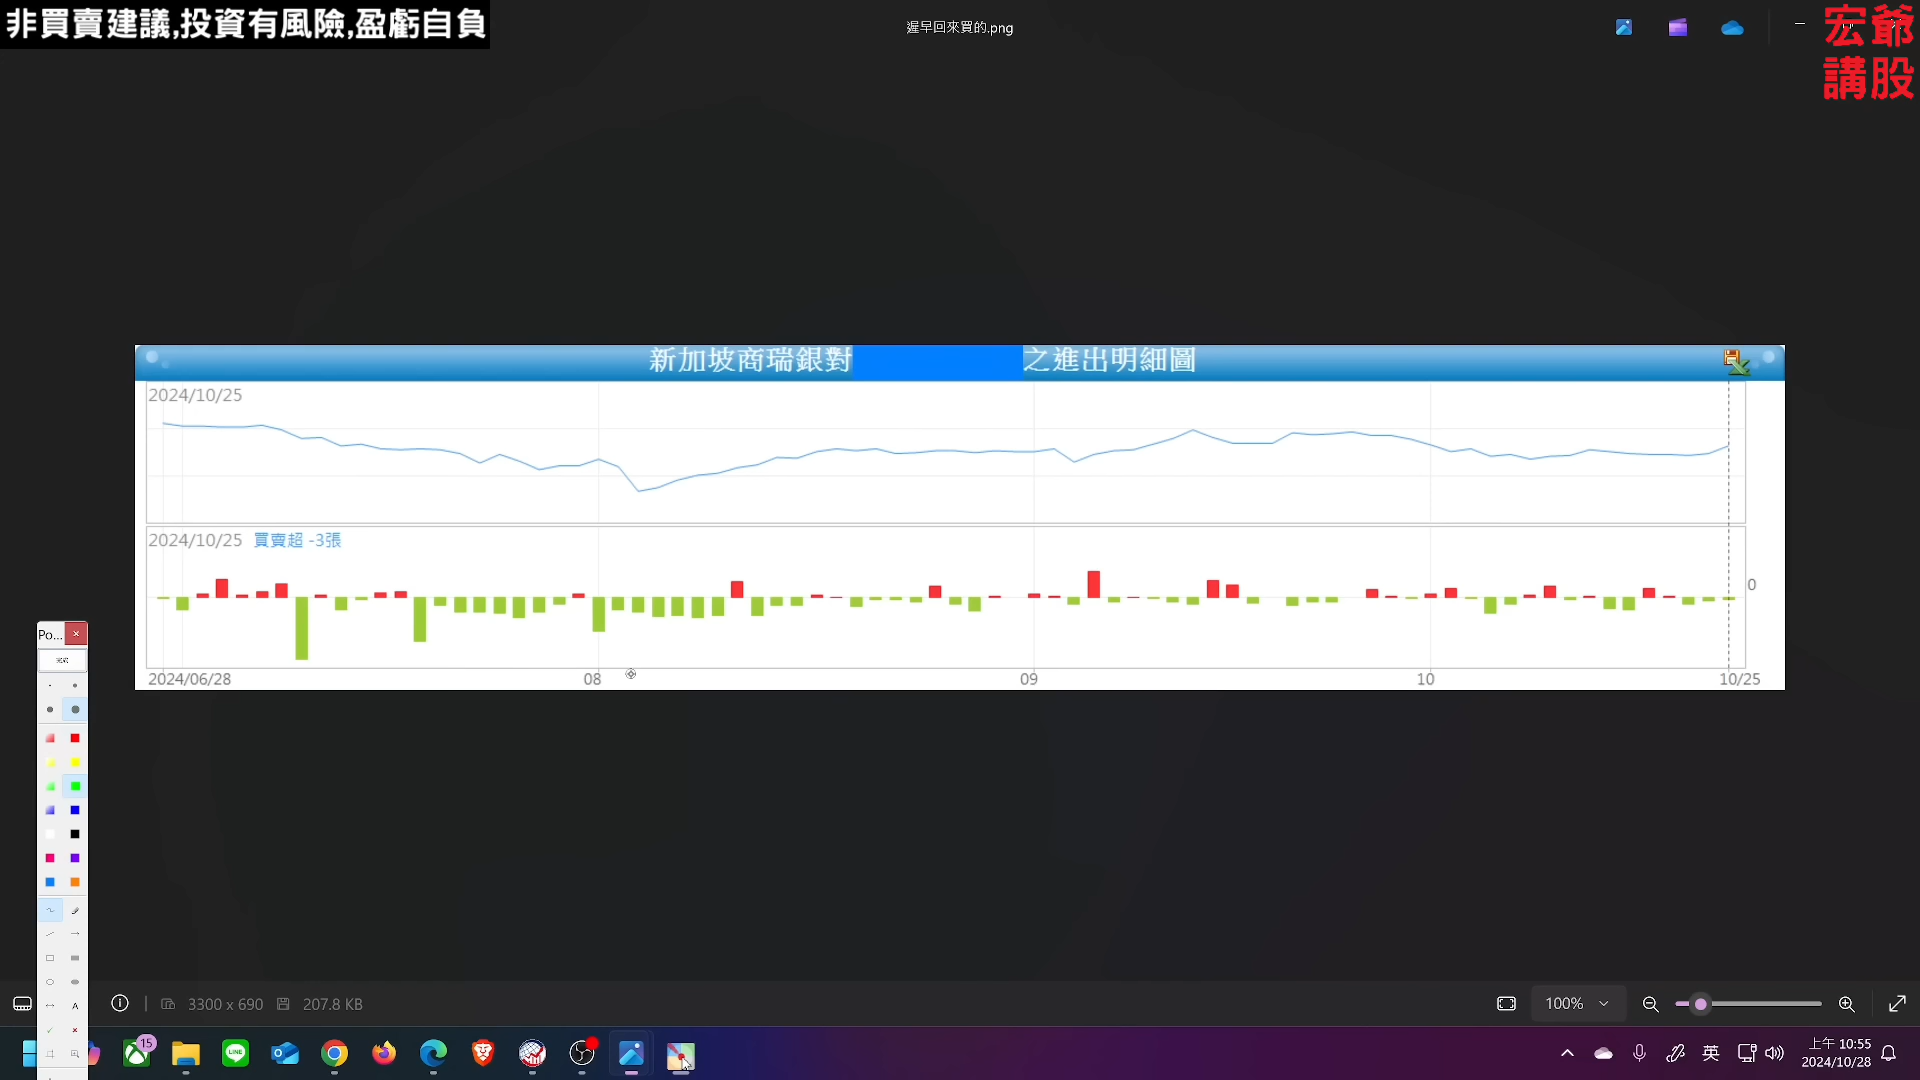 非買賣建議,投資有風險,盈虧自負
遲早回來買的.png
宏爺
講股
新加坡商瑞銀對 之進出明細圖
2024/10/25
2024/10/25 買賣超 -3張
0
2024/06/28 08 09 10 10/25
Po...
A
3300 x 690 207.8 KB
100%
15
LINE
英
上午 10:55
2024/10/28